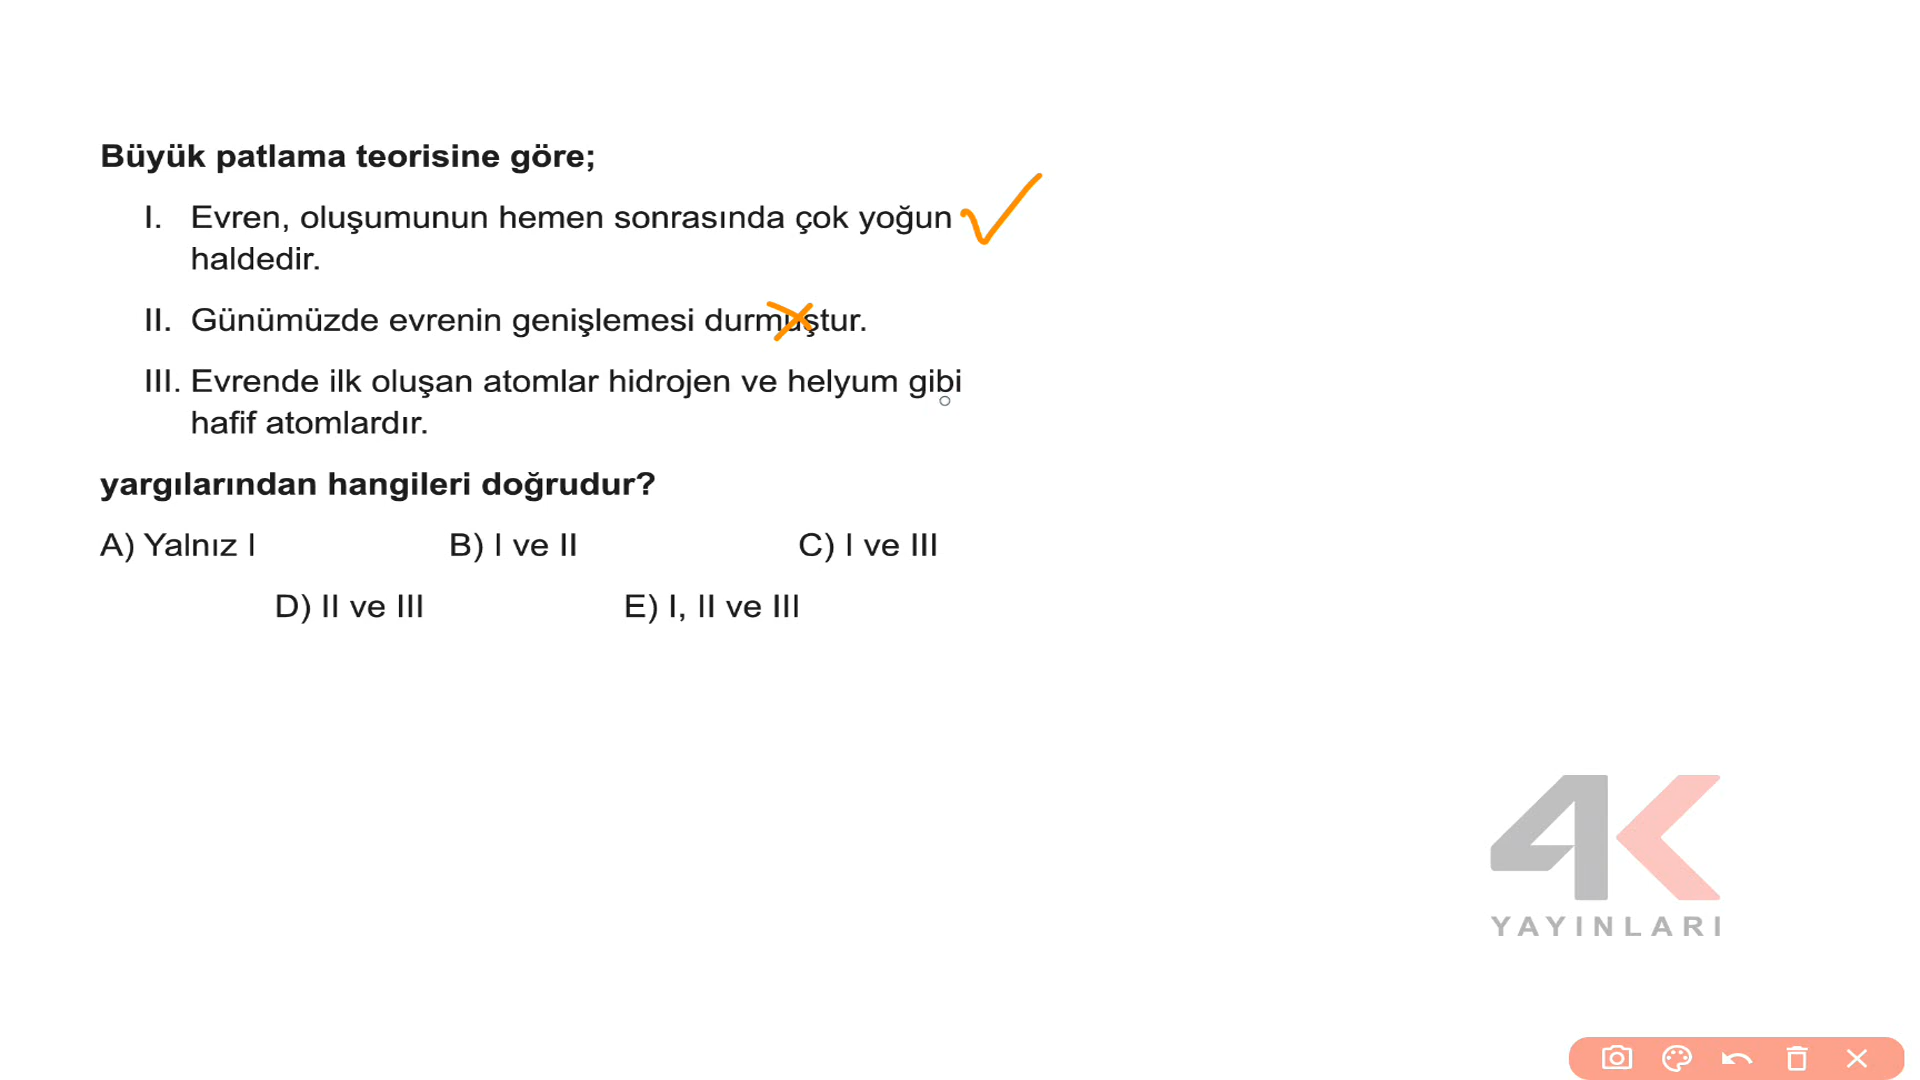 Büyük patlama teorisine göre;
I. Evren, oluşumunun hemen sonrasında çok yoğun
haldedir.
II. Günümüzde evrenin genişlemesi durmuştur.
III. Evrende ilk oluşan atomlar hidrojen ve helyum gibi
hafif atomlardır.
yargılarından hangileri doğrudur?
A) Yalnız I B) I ve II C) I ve III
D) II ve III E) I, II ve III
4K
YAYINLARI